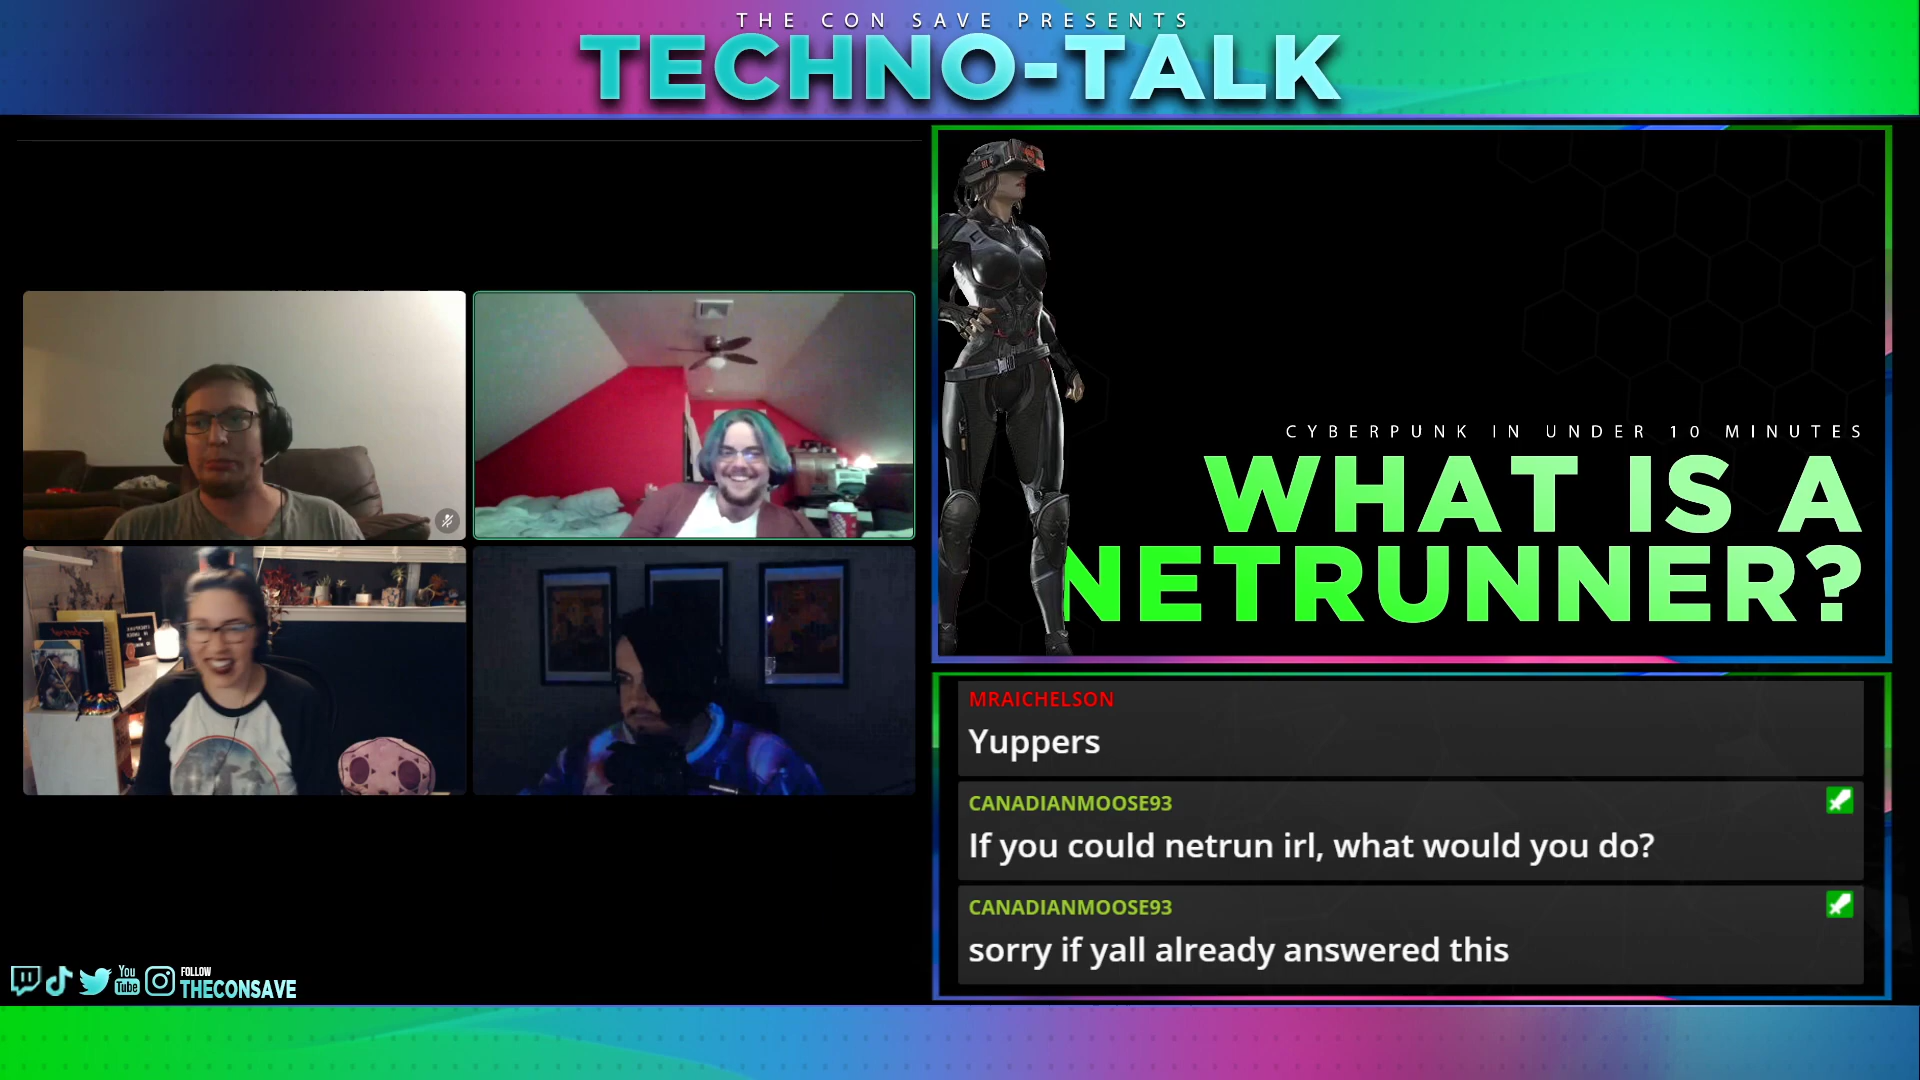 THE CON SAVE PRESENTS
TECHNO-TALK
CYBERPUNK IN UNDER 10 MINUTES
WHAT IS A
NETRUNNER?
MRAICHELSON
Yuppers
CANADIANMOOSE93
If you could netrun irl, what would you do?
CANADIANMOOSE93
sorry if yall already answered this
You
Tube
FOLLOW
THECONSAVE